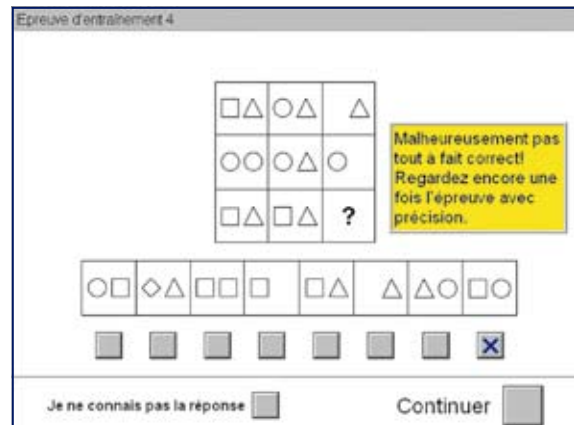 Epreuve d'entraînement 4
Malheureusement pas
tout à fait correct!
Regardez encore une
fois l'épreuve avec
précision.
?
Je ne connais pas la réponse
Continuer